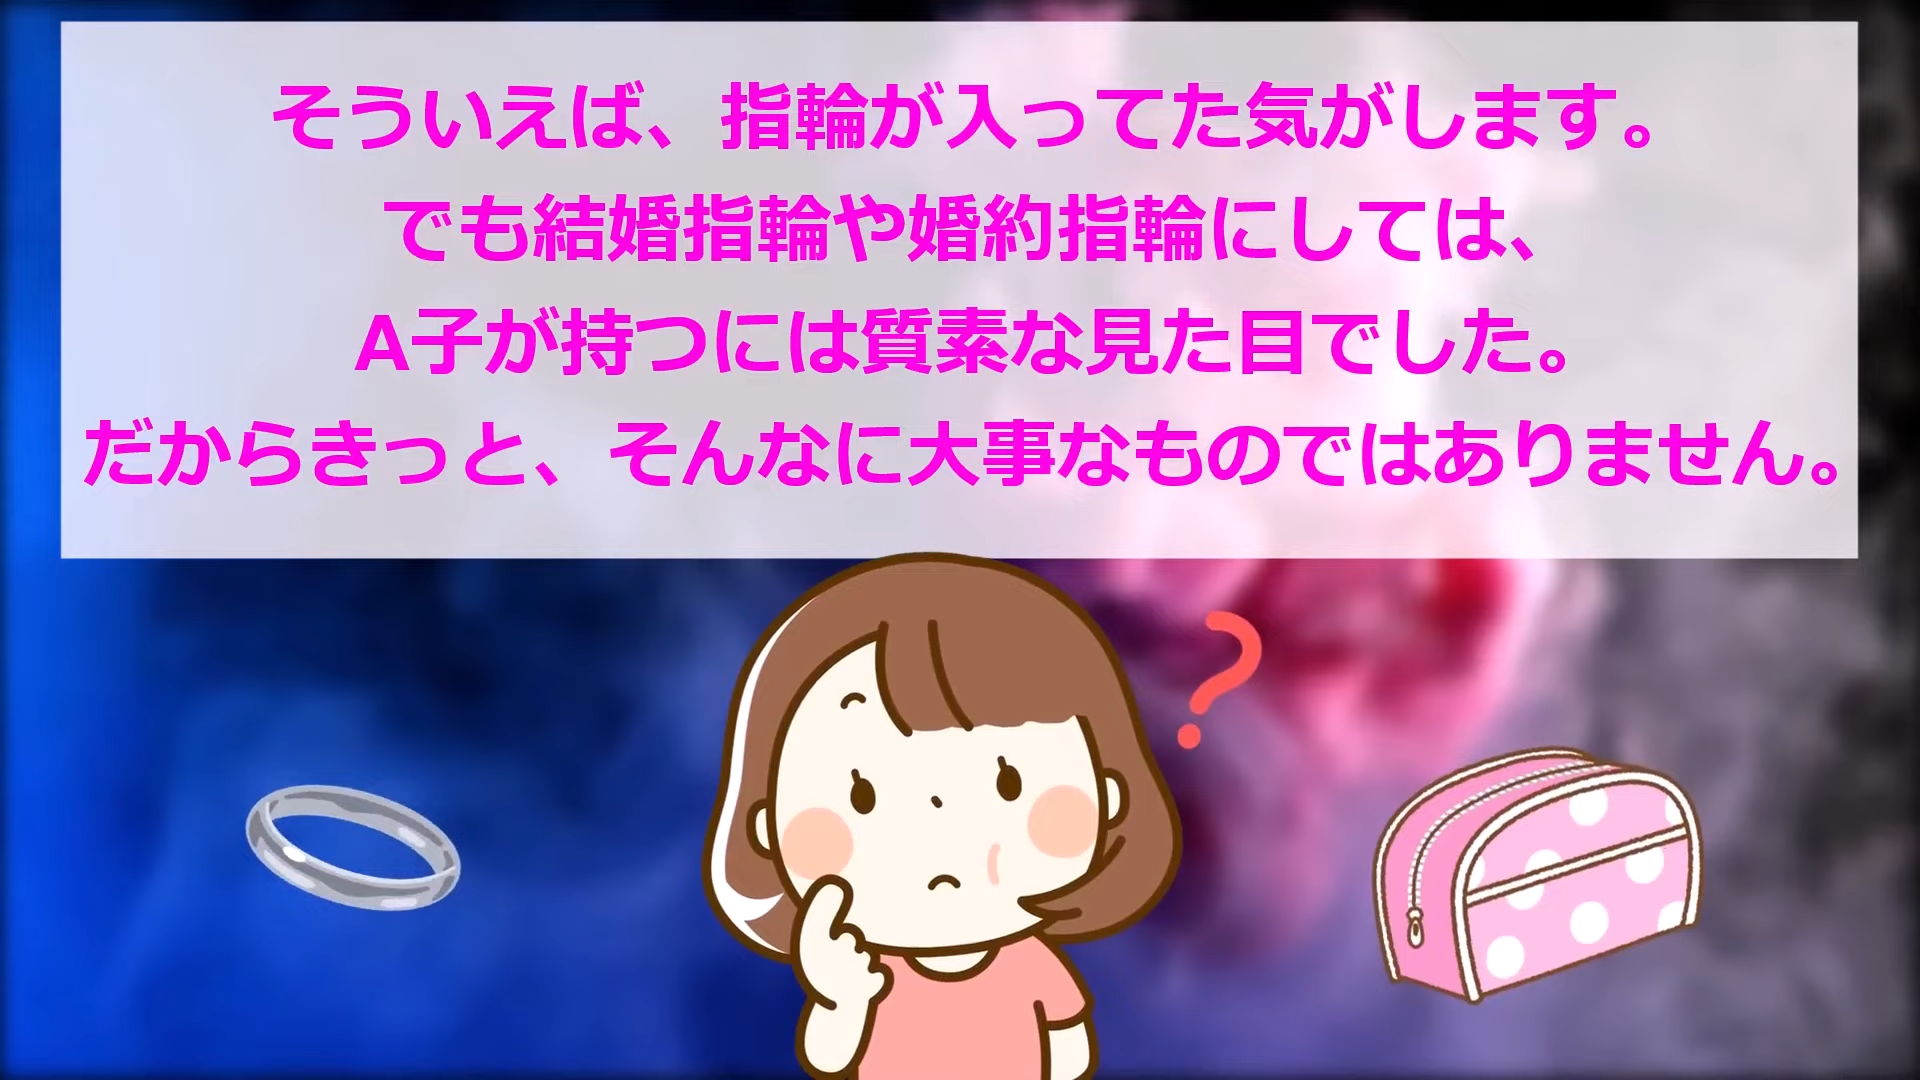 そういえば、指輪が入ってた気がします。
でも結婚指輪や婚約指輪にしては、
A子が持つには質素な見た目でした。
だからきっと、そんなに大事なものではありません。
?